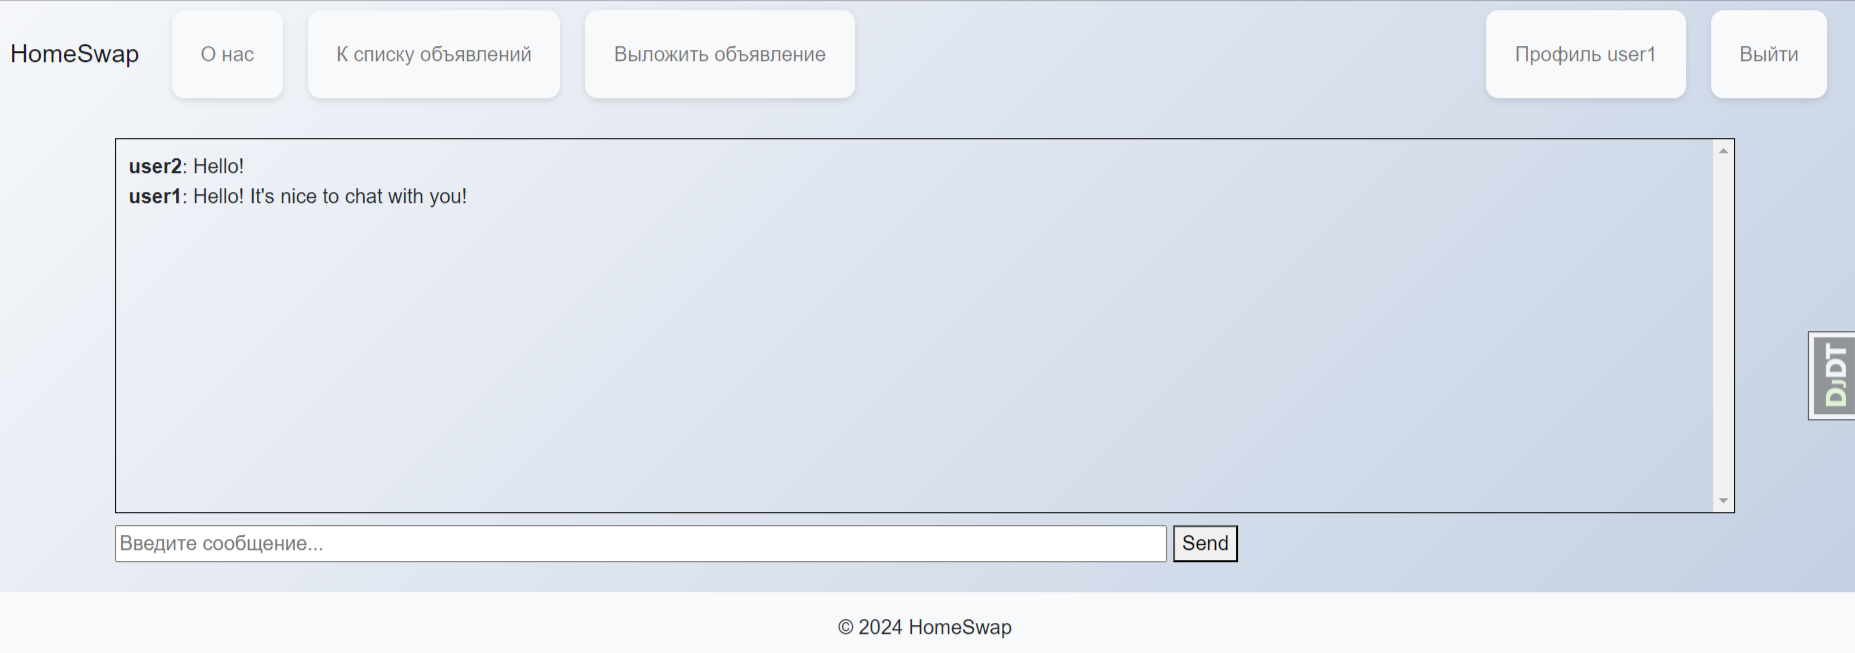 HomeSwap
О нас
К списку объявлений
Выложить объявление
Профиль user1
Выйти
user2: Hello!
user1: Hello! It's nice to chat with you!
DJDT
Введите сообщение...
Send
© 2024 HomeSwap